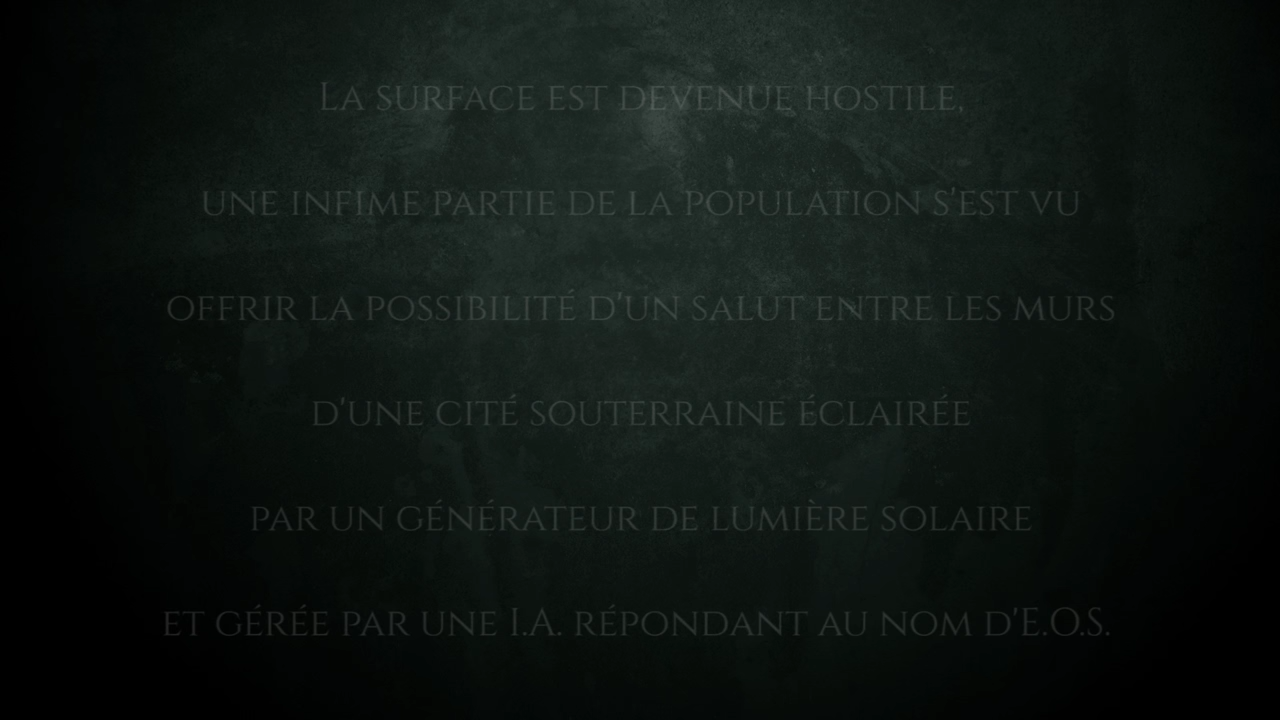 La surface est devenue hostile,
une infime partie de la population s'est vu
offrir la possibilité d'un salut entre les murs
d'une cité souterraine éclairée
par un générateur de lumière solaire
et gérée par une I.A. répondant au nom d'E.O.S.